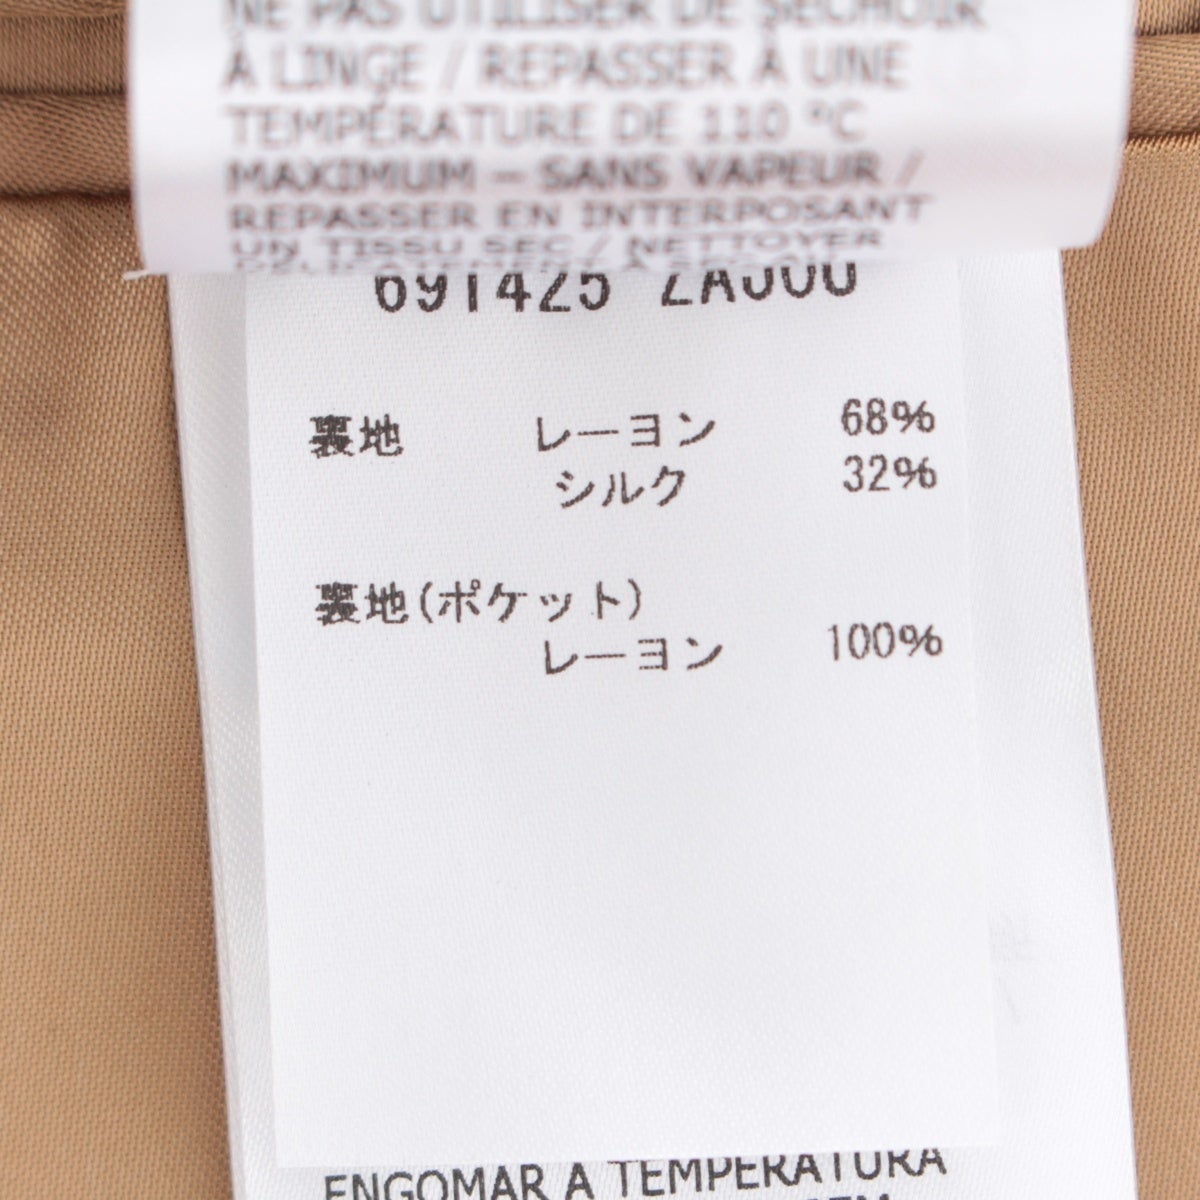 NE PAS UTILISER DE SÉCHOIR
À LINGE / REPASSER À UNE
TEMPÉRATURE DE 110 °C
MAXIMUM – SANS VAPEUR /
REPASSER EN INTERPOSANT
UN TISSU SEC / NETTOYER
691425
裏地 レーヨン 68%
シルク 32%
裏地(ポケット)
レーヨン 100%
ENGOMAR A TEMPERATURA